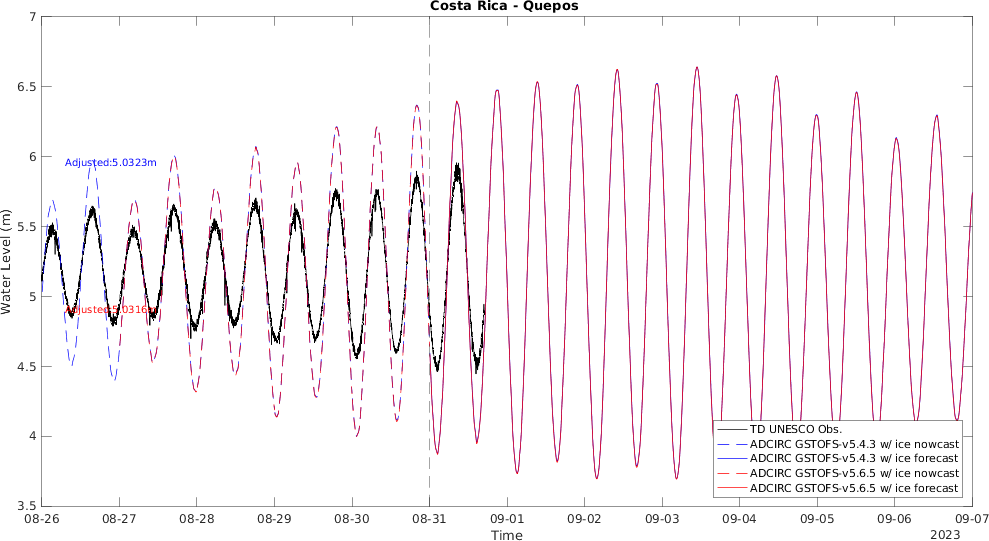 Costa Rica - Quepos
7
6.5
6
5.5
5
4.5
4
3.5
Water Level (m)
Adjusted:5.0323m
Adjusted:5.0316m
TD UNESCO Obs.
ADCIRC GSTOFS-v5.4.3 w/ ice nowcast
ADCIRC GSTOFS-v5.4.3 w/ ice forecast
ADCIRC GSTOFS-v5.6.5 w/ ice nowcast
ADCIRC GSTOFS-v5.6.5 w/ ice forecast
08-26 08-27 08-28 08-29 08-30 08-31 09-01 09-02 09-03 09-04 09-05 09-06 09-07
Time
2023